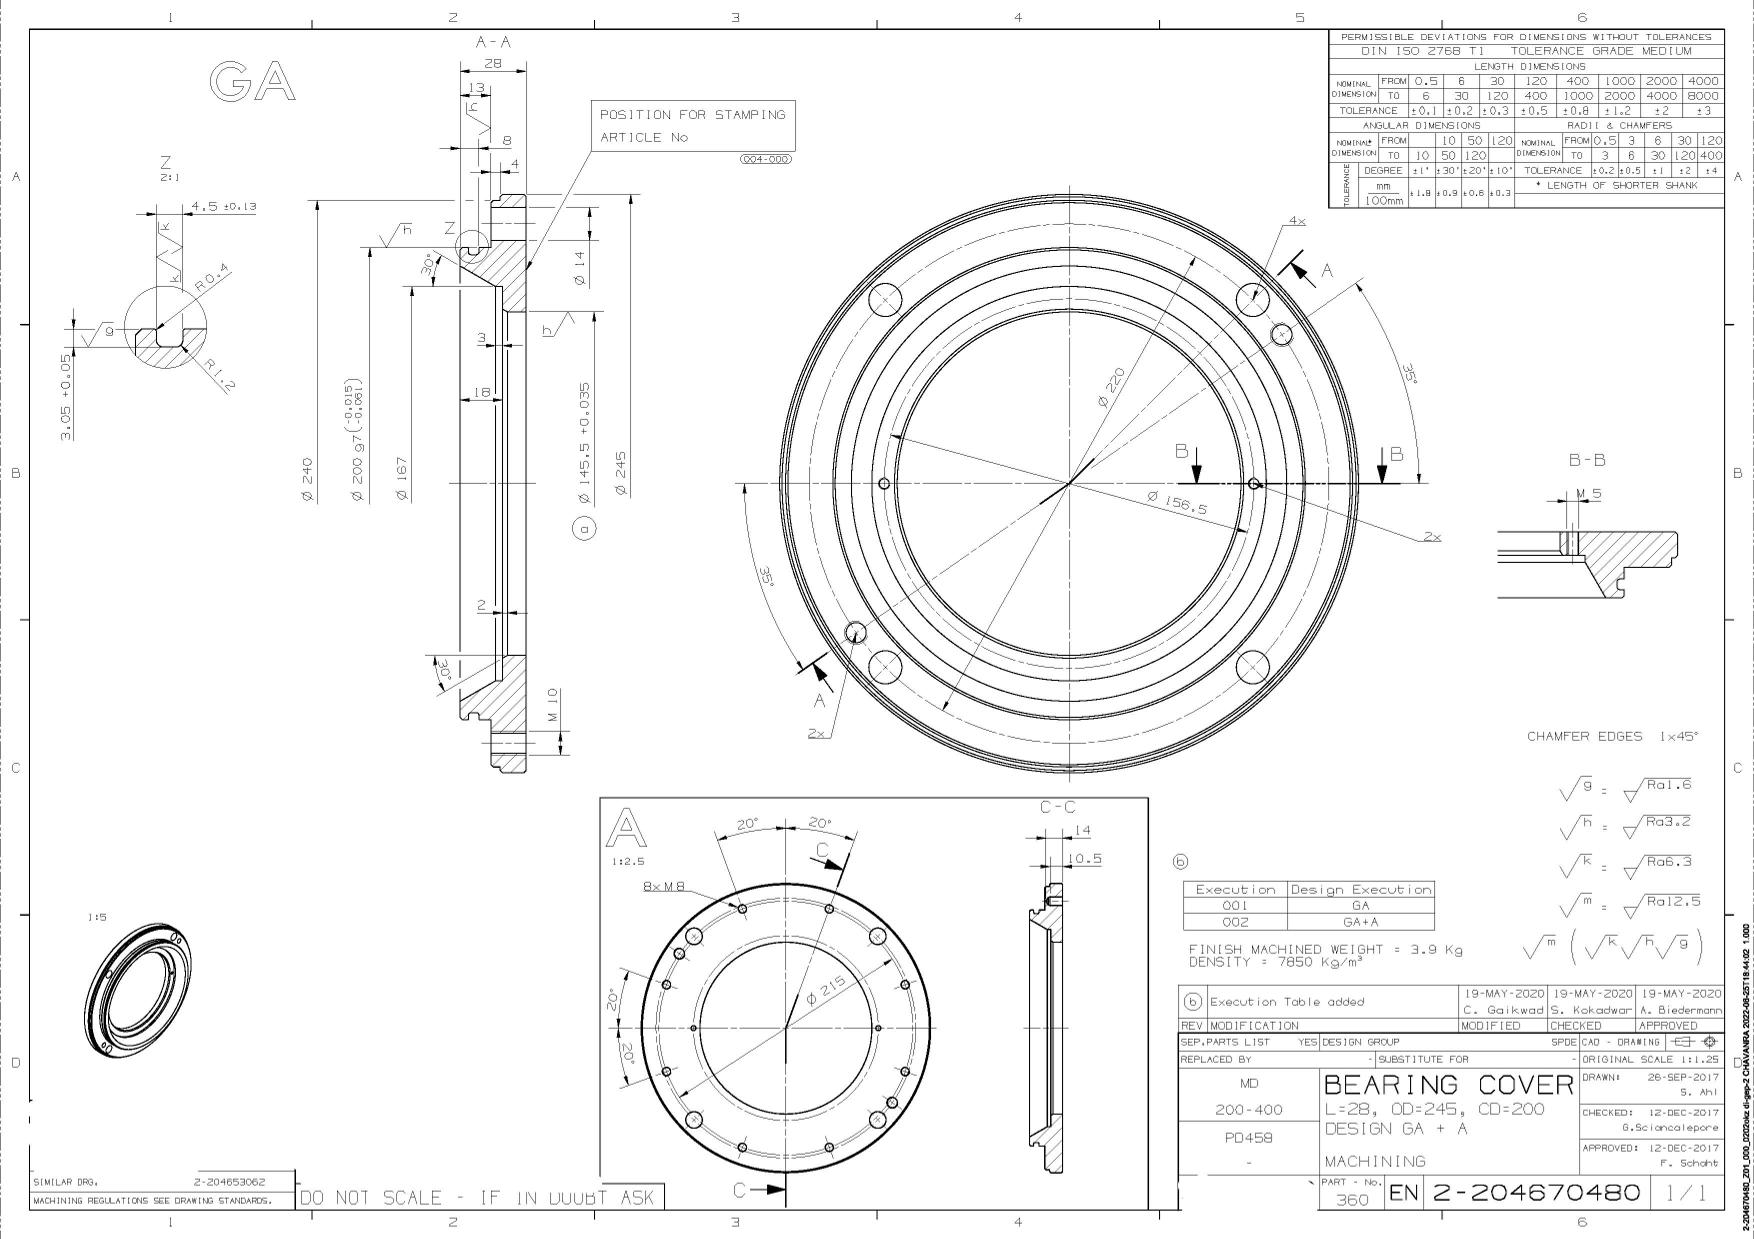 1 2 3 4 5 6
A
B
C
D
GA
Z
2:1
4.5 ±0.13
k
k
R0.4
g
R1.2
3.05 +0.05
A-A
28
13
k
8
4
POSITION FOR STAMPING
ARTICLE No
004-000
h
Z
30°
Ø 14
h
3
18
Ø 240
Ø 200 g7 (-0.015 -0.061)
Ø 167
Ø 145.5 +0.035
Ø 245
a
2
30°
M 10
4x
A
35°
Ø 220
B
B
Ø 156.5
2x
35°
A
2x
B-B
M 5
PERMISSIBLE DEVIATIONS FOR DIMENSIONS WITHOUT TOLERANCES
DIN ISO 2768 T1 TOLERANCE GRADE MEDIUM
LENGTH DIMENSIONS
NOMINAL DIMENSION FROM 0.5 6 30 120 400 1000 2000 4000
TO 6 30 120 400 1000 2000 4000 8000
TOLERANCE ±0.1 ±0.2 ±0.3 ±0.5 ±0.8 ±1.2 ±2 ±3
ANGULAR DIMENSIONS RADII & CHAMFERS
NOMINAL* DIMENSION FROM 10 50 120 NOMINAL DIMENSION FROM 0.5 3 6 30 120
TO 10 50 120 TO 3 6 30 120 400
TOLERANCE DEGREE ±1° ±30' ±20' ±10' TOLERANCE ±0.2 ±0.5 ±1 ±2 ±4
mm 100mm ±1.8 ±0.9 ±0.6 ±0.3 * LENGTH OF SHORTER SHANK
CHAMFER EDGES 1x45°
g = Ra1.6
h = Ra3.2
k = Ra6.3
m = Ra12.5
m ( k h g )
A
1:2.5
20° 20°
C
8xM8
20°
20°
Ø 215
C
C-C
14
10.5
1:5
b
Execution Design Execution
001 GA
002 GA+A
FINISH MACHINED WEIGHT = 3.9 Kg
DENSITY = 7850 Kg/m³
b Execution Table added 19-MAY-2020 19-MAY-2020 19-MAY-2020
C. Gaikwad S. Kokadwar A. Biedermann
REV MODIFICATION MODIFIED CHECKED APPROVED
SEP.PARTS LIST YES DESIGN GROUP SPDE CAD - DRAWING
REPLACED BY - SUBSTITUTE FOR - ORIGINAL SCALE 1:1.25
MD
200-400
PD458
-
BEARING COVER
L=28, OD=245, CD=200
DESIGN GA + A
MACHINING
DRAWN: 26-SEP-2017
S. Ahl
CHECKED: 12-DEC-2017
G.Sciancalepore
APPROVED: 12-DEC-2017
F. Schaht
PART - No.
360
EN 2-204670480 1/1
SIMILAR DRG. 2-204653062
MACHINING REGULATIONS SEE DRAWING STANDARDS.
DO NOT SCALE - IF IN DOUBT ASK
1 2 3 4 6
A
B
C
D